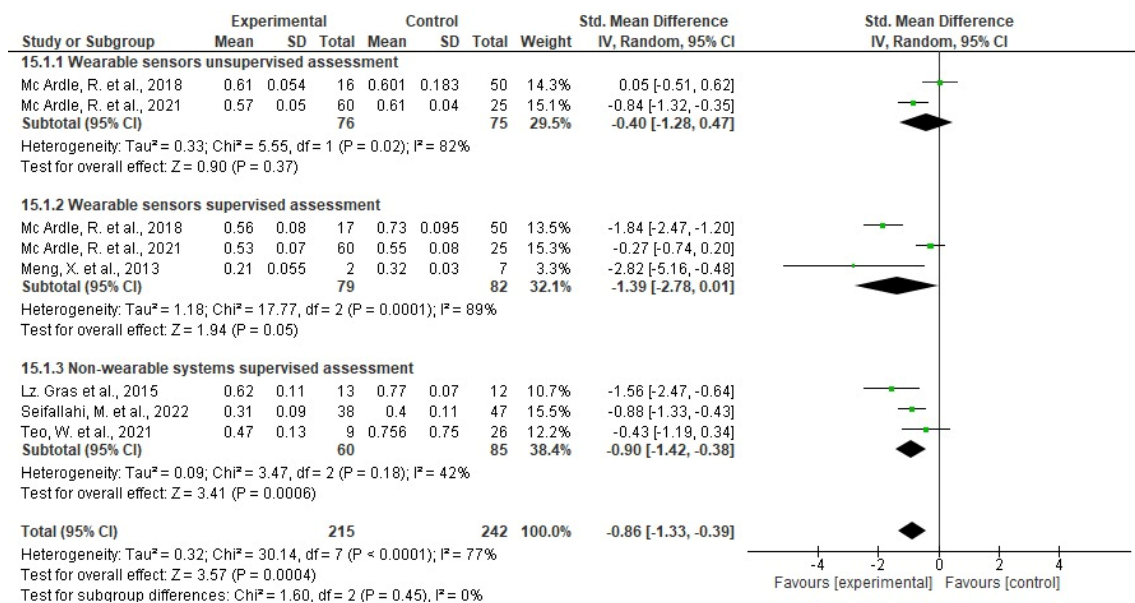 Experimental Control Std. Mean Difference Std. Mean Difference
Study or Subgroup Mean SD Total Mean SD Total Weight IV, Random, 95% CI IV, Random, 95% CI
15.1.1 Wearable sensors unsupervised assessment
Mc Ardle, R. et al., 2018 0.61 0.054 16 0.601 0.183 50 14.3% 0.05 [-0.51, 0.62]
Mc Ardle, R. et al., 2021 0.57 0.05 60 0.61 0.04 25 15.1% -0.84 [-1.32, -0.35]
Subtotal (95% CI) 76 75 29.5% -0.40 [-1.28, 0.47]
Heterogeneity: Tau² = 0.33; Chi² = 5.55, df = 1 (P = 0.02); I² = 82%
Test for overall effect: Z = 0.90 (P = 0.37)
15.1.2 Wearable sensors supervised assessment
Mc Ardle, R. et al., 2018 0.56 0.08 17 0.73 0.095 50 13.5% -1.84 [-2.47, -1.20]
Mc Ardle, R. et al., 2021 0.53 0.07 60 0.55 0.08 25 15.3% -0.27 [-0.74, 0.20]
Meng, X. et al., 2013 0.21 0.055 2 0.32 0.03 7 3.3% -2.82 [-5.16, -0.48]
Subtotal (95% CI) 79 82 32.1% -1.39 [-2.78, 0.01]
Heterogeneity: Tau² = 1.18; Chi² = 17.77, df = 2 (P = 0.0001); I² = 89%
Test for overall effect: Z = 1.94 (P = 0.05)
15.1.3 Non-wearable systems supervised assessment
Lz. Gras et al., 2015 0.62 0.11 13 0.77 0.07 12 10.7% -1.56 [-2.47, -0.64]
Seifallahi, M. et al., 2022 0.31 0.09 38 0.4 0.11 47 15.5% -0.88 [-1.33, -0.43]
Teo, W. et al., 2021 0.47 0.13 9 0.756 0.75 26 12.2% -0.43 [-1.19, 0.34]
Subtotal (95% CI) 60 85 38.4% -0.90 [-1.42, -0.38]
Heterogeneity: Tau² = 0.09; Chi² = 3.47, df = 2 (P = 0.18); I² = 42%
Test for overall effect: Z = 3.41 (P = 0.0006)
Total (95% CI) 215 242 100.0% -0.86 [-1.33, -0.39]
Heterogeneity: Tau² = 0.32; Chi² = 30.14, df = 7 (P < 0.0001); I² = 77%
Test for overall effect: Z = 3.57 (P = 0.0004)
Test for subgroup differences: Chi² = 1.60, df = 2 (P = 0.45), I² = 0%
-4 -2 0 2 4
Favours [experimental] Favours [control]